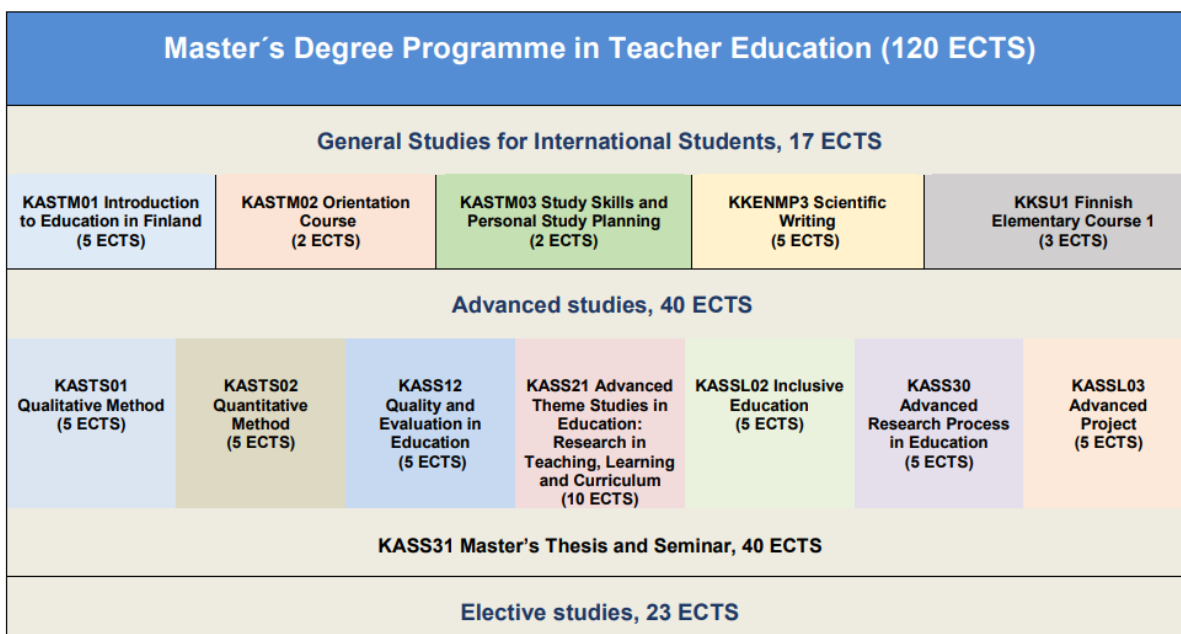 Master´s Degree Programme in Teacher Education (120 ECTS)
General Studies for International Students, 17 ECTS
KASTM01 Introduction
to Education in Finland
(5 ECTS)
KASTM02 Orientation
Course
(2 ECTS)
KASTM03 Study Skills and
Personal Study Planning
(2 ECTS)
KKENMP3 Scientific
Writing
(5 ECTS)
KKSU1 Finnish
Elementary Course 1
(3 ECTS)
Advanced studies, 40 ECTS
KASTS01
Qualitative Method
(5 ECTS)
KASTS02
Quantitative
Method
(5 ECTS)
KASS12
Quality and
Evaluation in
Education
(5 ECTS)
KASS21 Advanced
Theme Studies in
Education:
Research in
Teaching, Learning
and Curriculum
(10 ECTS)
KASSL02 Inclusive
Education
(5 ECTS)
KASS30
Advanced
Research Process
in Education
(5 ECTS)
KASSL03
Advanced
Project
(5 ECTS)
KASS31 Master’s Thesis and Seminar, 40 ECTS
Elective studies, 23 ECTS